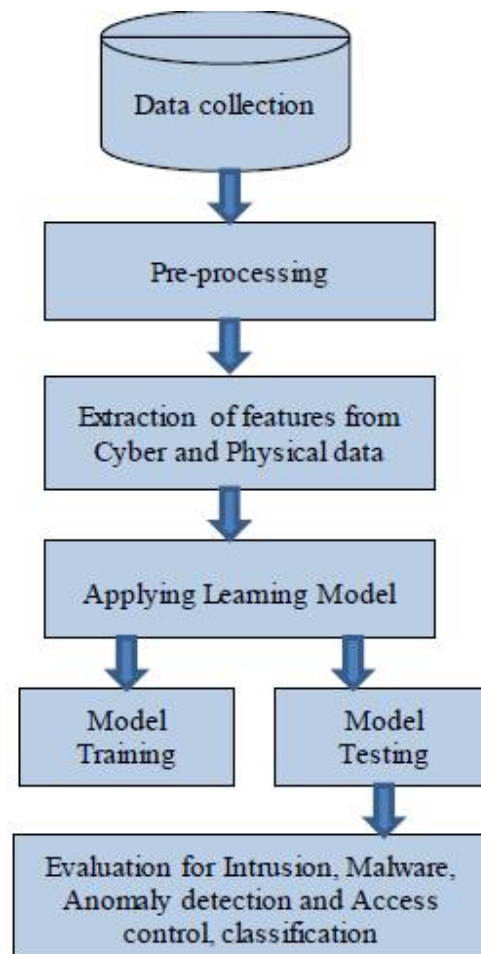 Data collection
Pre-processing
Extraction of features from
Cyber and Physical data
Applying Learning Model
Model
Training
Model
Testing
Evaluation for Intrusion, Malware,
Anomaly detection and Access
control, classification